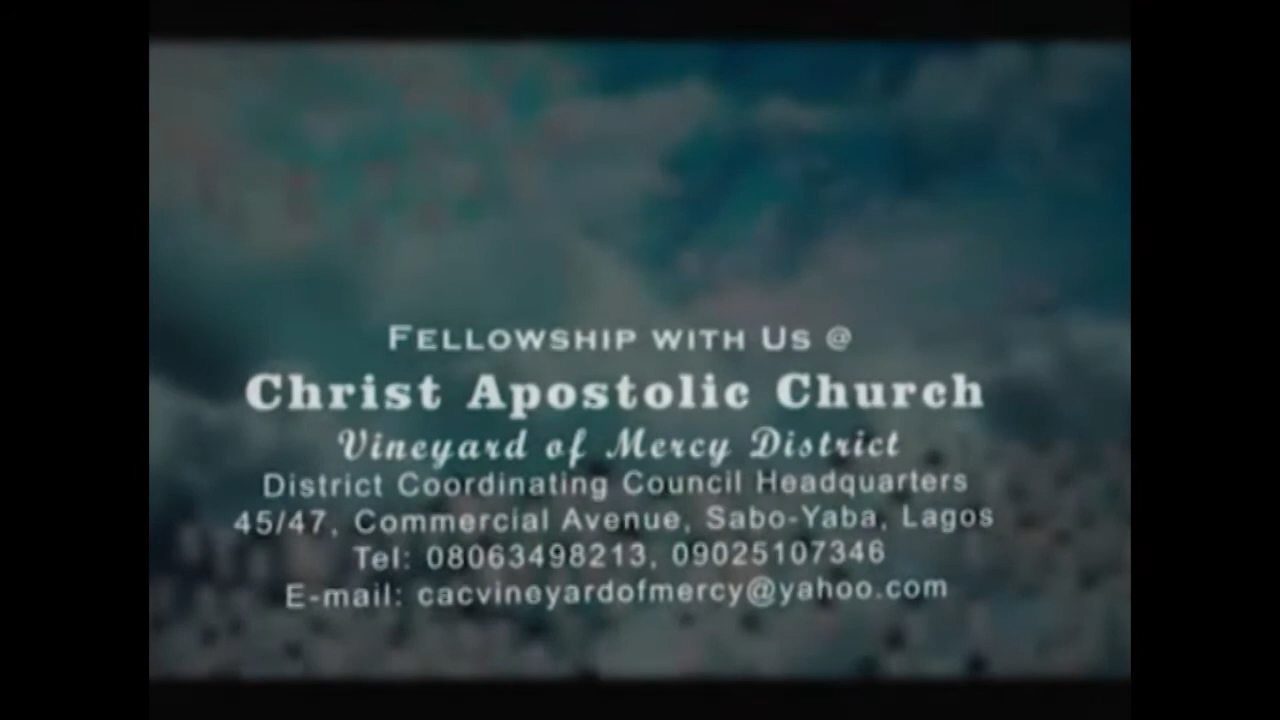 Fellowship with Us @
Christ Apostolic Church
Vineyard of Mercy District
District Coordinating Council Headquarters
45/47, Commercial Avenue, Sabo-Yaba, Lagos
Tel: 08063498213, 09025107346
E-mail: cacvineyardofmercy@yahoo.com